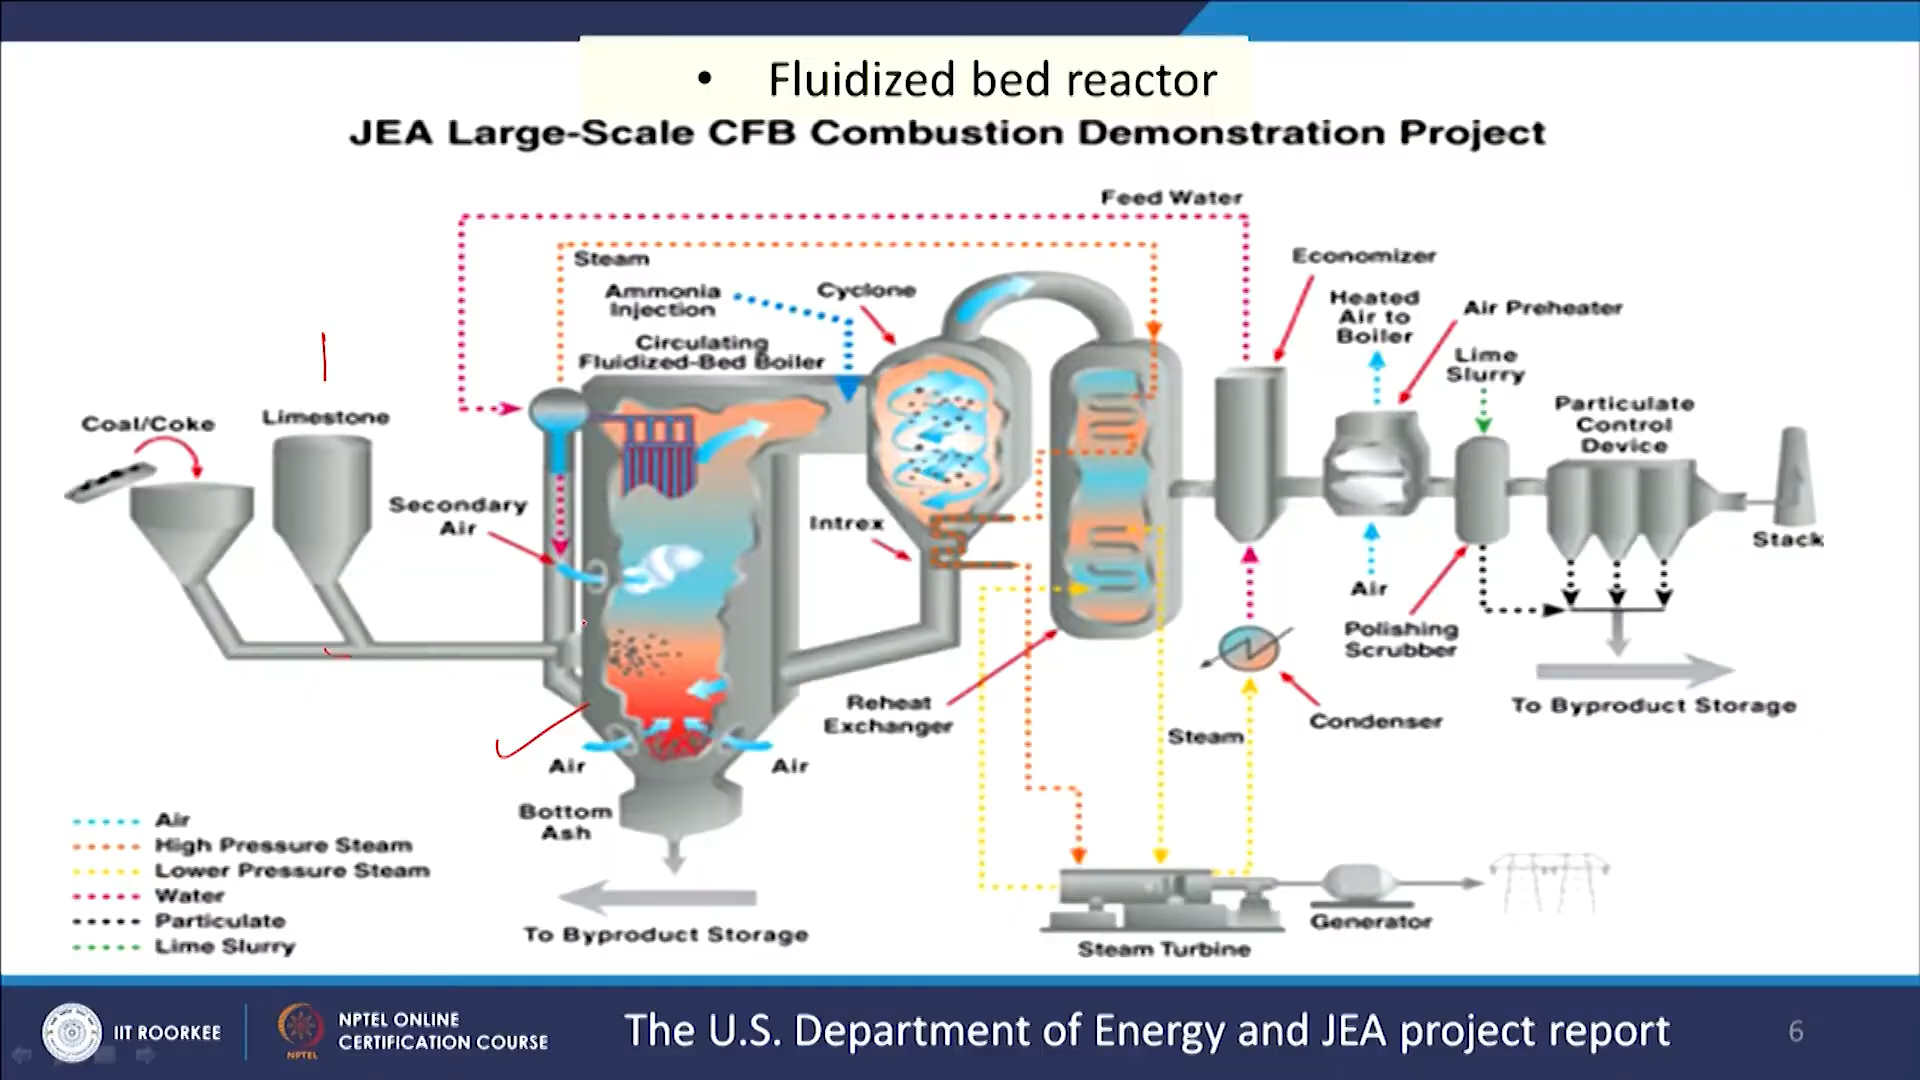 • Fluidized bed reactor
JEA Large-Scale CFB Combustion Demonstration Project
Feed Water
Steam
Economizer
Ammonia
Injection
Cyclone
Heated
Air to
Boiler
Air Preheater
Circulating
Fluidized-Bed Boiler
Lime
Slurry
Coal/Coke
Limestone
Particulate
Control
Device
Secondary
Air
Intrex
Stack
Air
Polishing
Scrubber
Reheat
Exchanger
Condenser
To Byproduct Storage
Steam
Air
Air
Bottom
Ash
Air
High Pressure Steam
Lower Pressure Steam
Water
Particulate
Lime Slurry
To Byproduct Storage
Generator
Steam Turbine
IIT ROORKEE
NPTEL
NPTEL ONLINE
CERTIFICATION COURSE
The U.S. Department of Energy and JEA project report
6